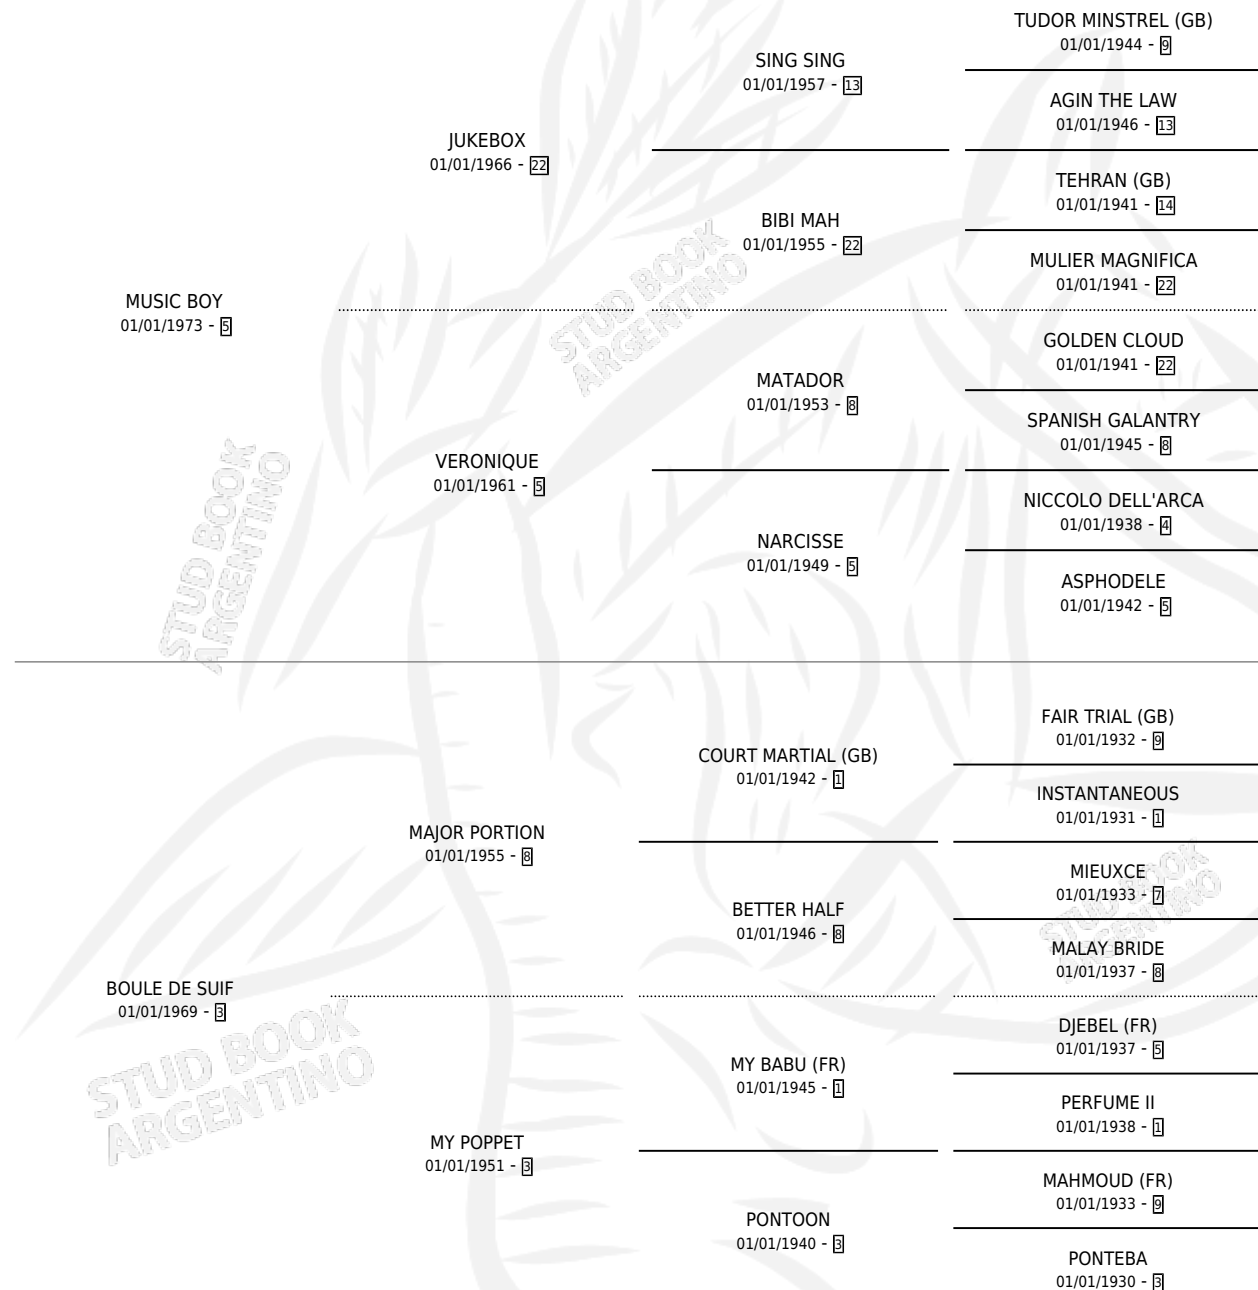 TUDOR MINSTREL (GB)
01/01/1944 - 9
SING SING
01/01/1957 - 13
AGIN THE LAW
01/01/1946 - 13
JUKEBOX
01/01/1966 - 22
TEHRAN (GB)
01/01/1941 - 14
BIBI MAH
01/01/1955 - 22
MULIER MAGNIFICA
01/01/1941 - 22
MUSIC BOY
01/01/1973 - 5
GOLDEN CLOUD
01/01/1941 - 22
MATADOR
01/01/1953 - 8
SPANISH GALANTRY
01/01/1945 - 8
VERONIQUE
01/01/1961 - 5
NICCOLO DELL'ARCA
01/01/1938 - 4
NARCISSE
01/01/1949 - 5
ASPHODELE
01/01/1942 - 5
FAIR TRIAL (GB)
01/01/1932 - 9
COURT MARTIAL (GB)
01/01/1942 - 1
INSTANTANEOUS
01/01/1931 - 1
MAJOR PORTION
01/01/1955 - 8
MIEUXCE
01/01/1933 - 7
BETTER HALF
01/01/1946 - 8
MALAY BRIDE
01/01/1937 - 8
BOULE DE SUIF
01/01/1969 - 3
DJEBEL (FR)
01/01/1937 - 5
MY BABU (FR)
01/01/1945 - 1
PERFUME II
01/01/1938 - 1
MY POPPET
01/01/1951 - 3
MAHMOUD (FR)
01/01/1933 - 9
PONTOON
01/01/1940 - 3
PONTEBA
01/01/1930 - 3
STUD BOOK
ARGENTINO
STUD BOOK
ARGENTINO
STUD BOOK
ARGENTINO
STUD BOOK
ARGENTINO